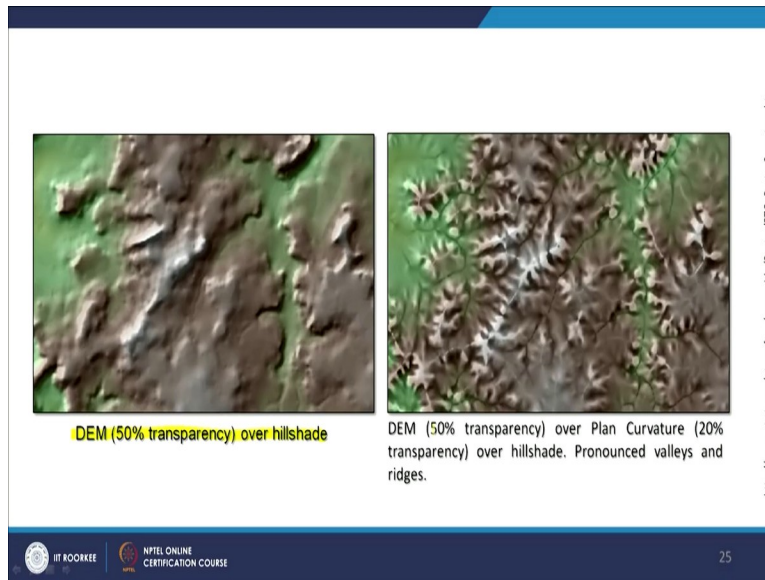 DEM (50% transparency) over hillshade
DEM (50% transparency) over Plan Curvature (20%
transparency) over hillshade. Pronounced valleys and
ridges.
IIT ROORKEE
NPTEL
NPTEL ONLINE
CERTIFICATION COURSE
25